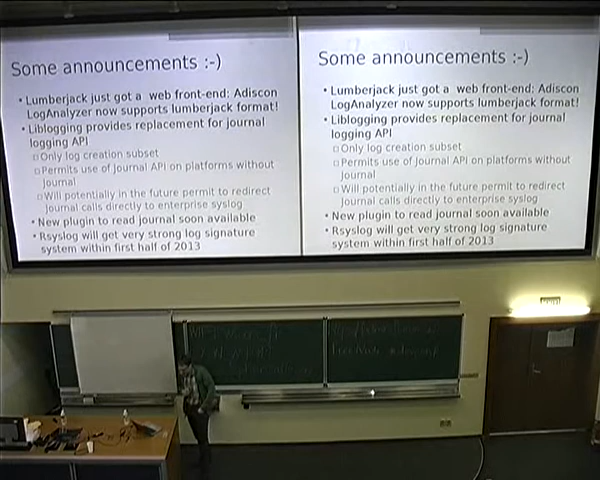 Some announcements :-)
• Lumberjack just got a web front-end: Adiscon
LogAnalyzer now supports lumberjack format!
• Liblogging provides replacement for journal
logging API
Only log creation subset
Permits use of Journal API on platforms without
Journal
Will potentially in the future permit to redirect
Journal calls directly to enterprise syslog
• New plugin to read journal soon available
• Rsyslog will get very strong log signature
system within first half of 2013
Some announcements :-)
• Lumberjack just got a web front-end: Adiscon
LogAnalyzer now supports lumberjack format!
• Liblogging provides replacement for journal
logging API
Only log creation subset
Permits use of Journal API on platforms without
Journal
Will potentially in the future permit to redirect
Journal calls directly to enterprise syslog
• New plugin to read journal soon available
• Rsyslog will get very strong log signature
system within first half of 2013